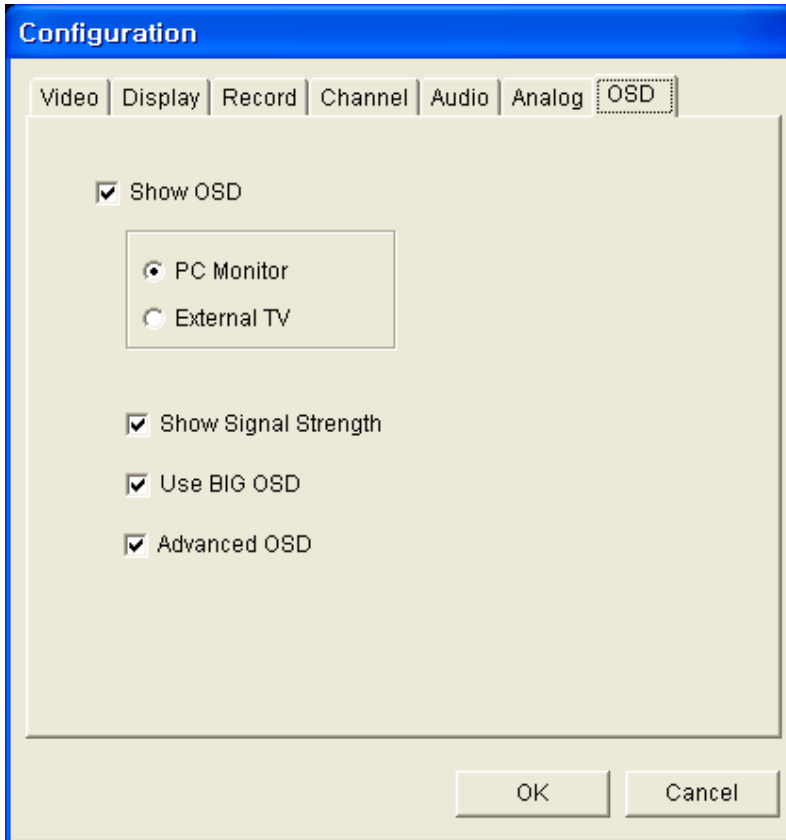 Configuration
Video Display Record Channel Audio Analog OSD
Show OSD
PC Monitor
External TV
Show Signal Strength
Use BIG OSD
Advanced OSD
OK Cancel